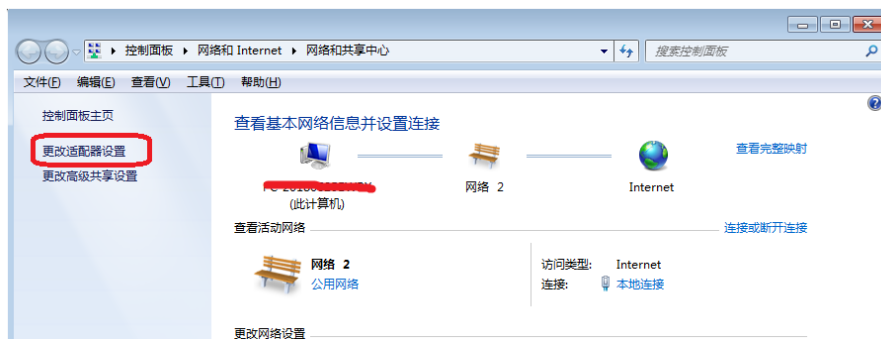 控制面板 ▸ 网络和 Internet ▸ 网络和共享中心
搜索控制面板
文件(F) 编辑(E) 查看(V) 工具(T) 帮助(H)
控制面板主页
更改适配器设置
更改高级共享设置
查看基本网络信息并设置连接
查看完整映射
(此计算机)
网络 2
Internet
查看活动网络
连接或断开连接
网络 2
公用网络
访问类型: Internet
连接: 本地连接
更改网络设置